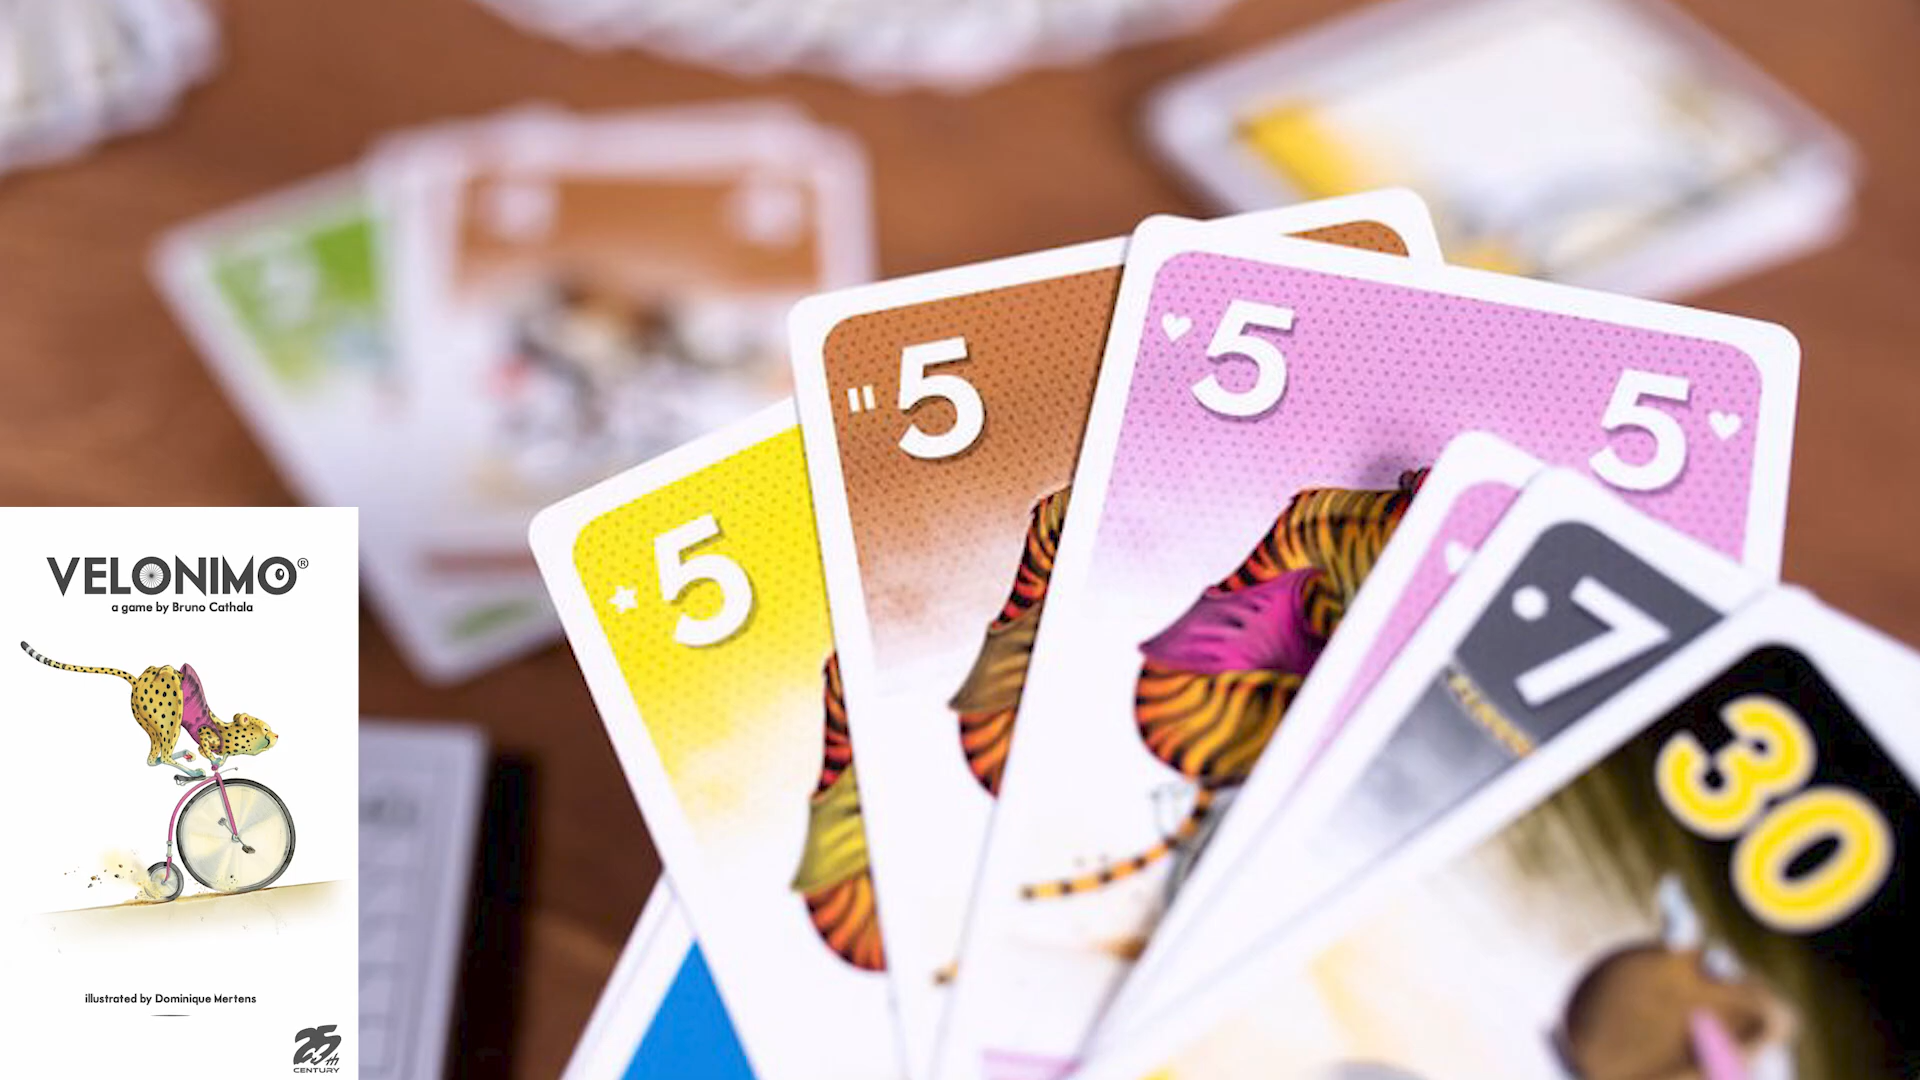 5
5
5 5
7
30
VELONIMO®
a game by Bruno Cathala
illustrated by Dominique Mertens
25th
CENTURY